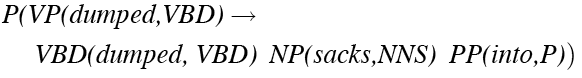 P(VP(dumped,VBD) →
VBD(dumped, VBD) NP(sacks,NNS) PP(into,P))